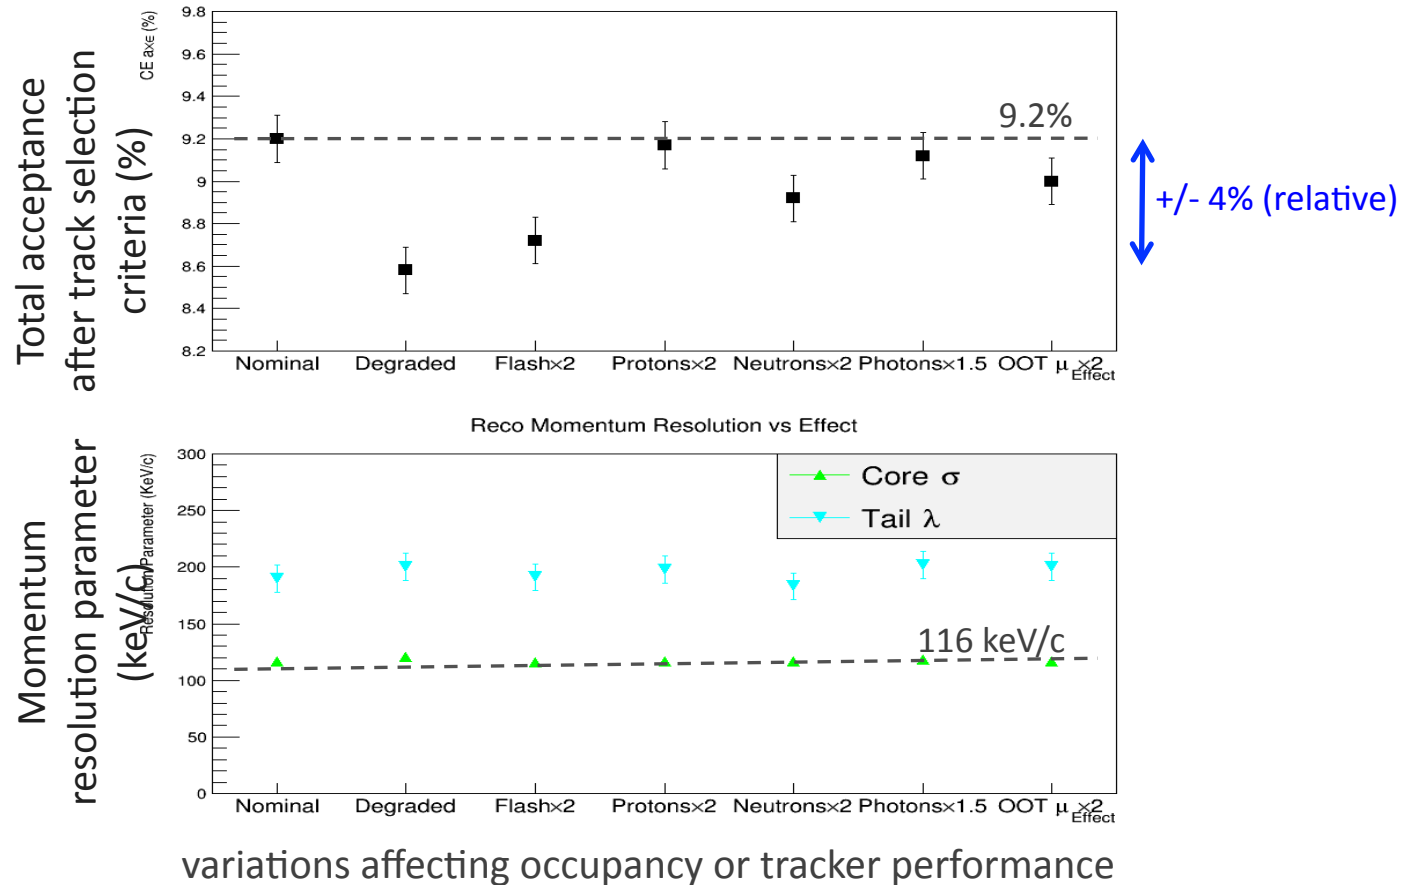 Total acceptance
after track selection
criteria (%)
CE a×ε (%)
9.8
9.6
9.4
9.2
9
8.8
8.6
8.4
8.2
9.2%
+/- 4% (relative)
Nominal Degraded Flash×2 Protons×2 Neutrons×2 Photons×1.5 OOT μ ×2
Effect
Reco Momentum Resolution vs Effect
Momentum
resolution parameter
(keV/c)
Resolution Parameter (KeV/c)
300
250
200
150
100
50
0
Core σ
Tail λ
116 keV/c
Nominal Degraded Flash×2 Protons×2 Neutrons×2 Photons×1.5 OOT μ ×2
Effect
variations affecting occupancy or tracker performance